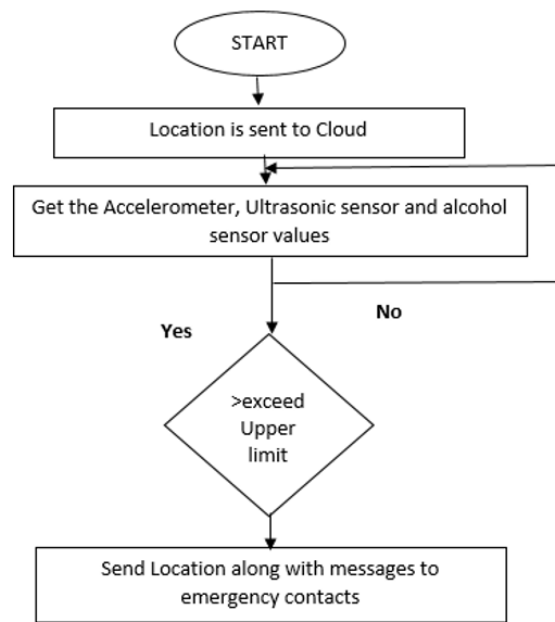 START
Location is sent to Cloud
Get the Accelerometer, Ultrasonic sensor and alcohol
sensor values
No
Yes
>exceed
Upper
limit
Send Location along with messages to
emergency contacts